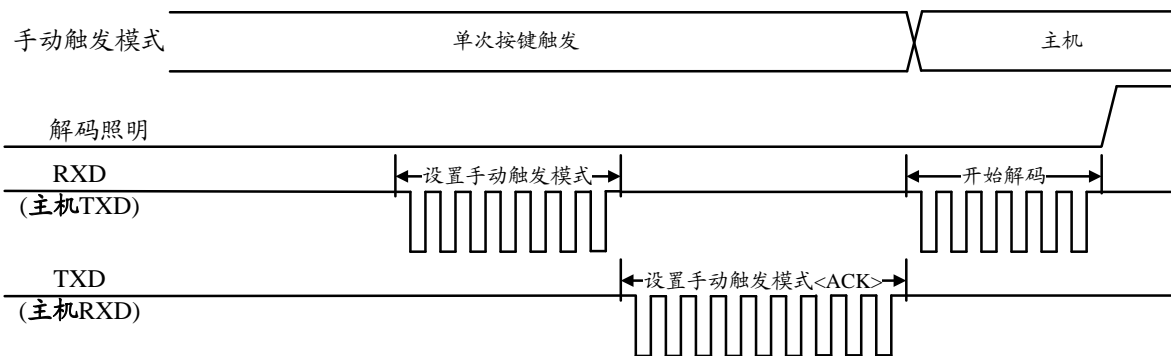 手动触发模式
单次按键触发
主机
解码照明
RXD
(主机TXD)
设置手动触发模式
开始解码
TXD
(主机RXD)
设置手动触发模式<ACK>